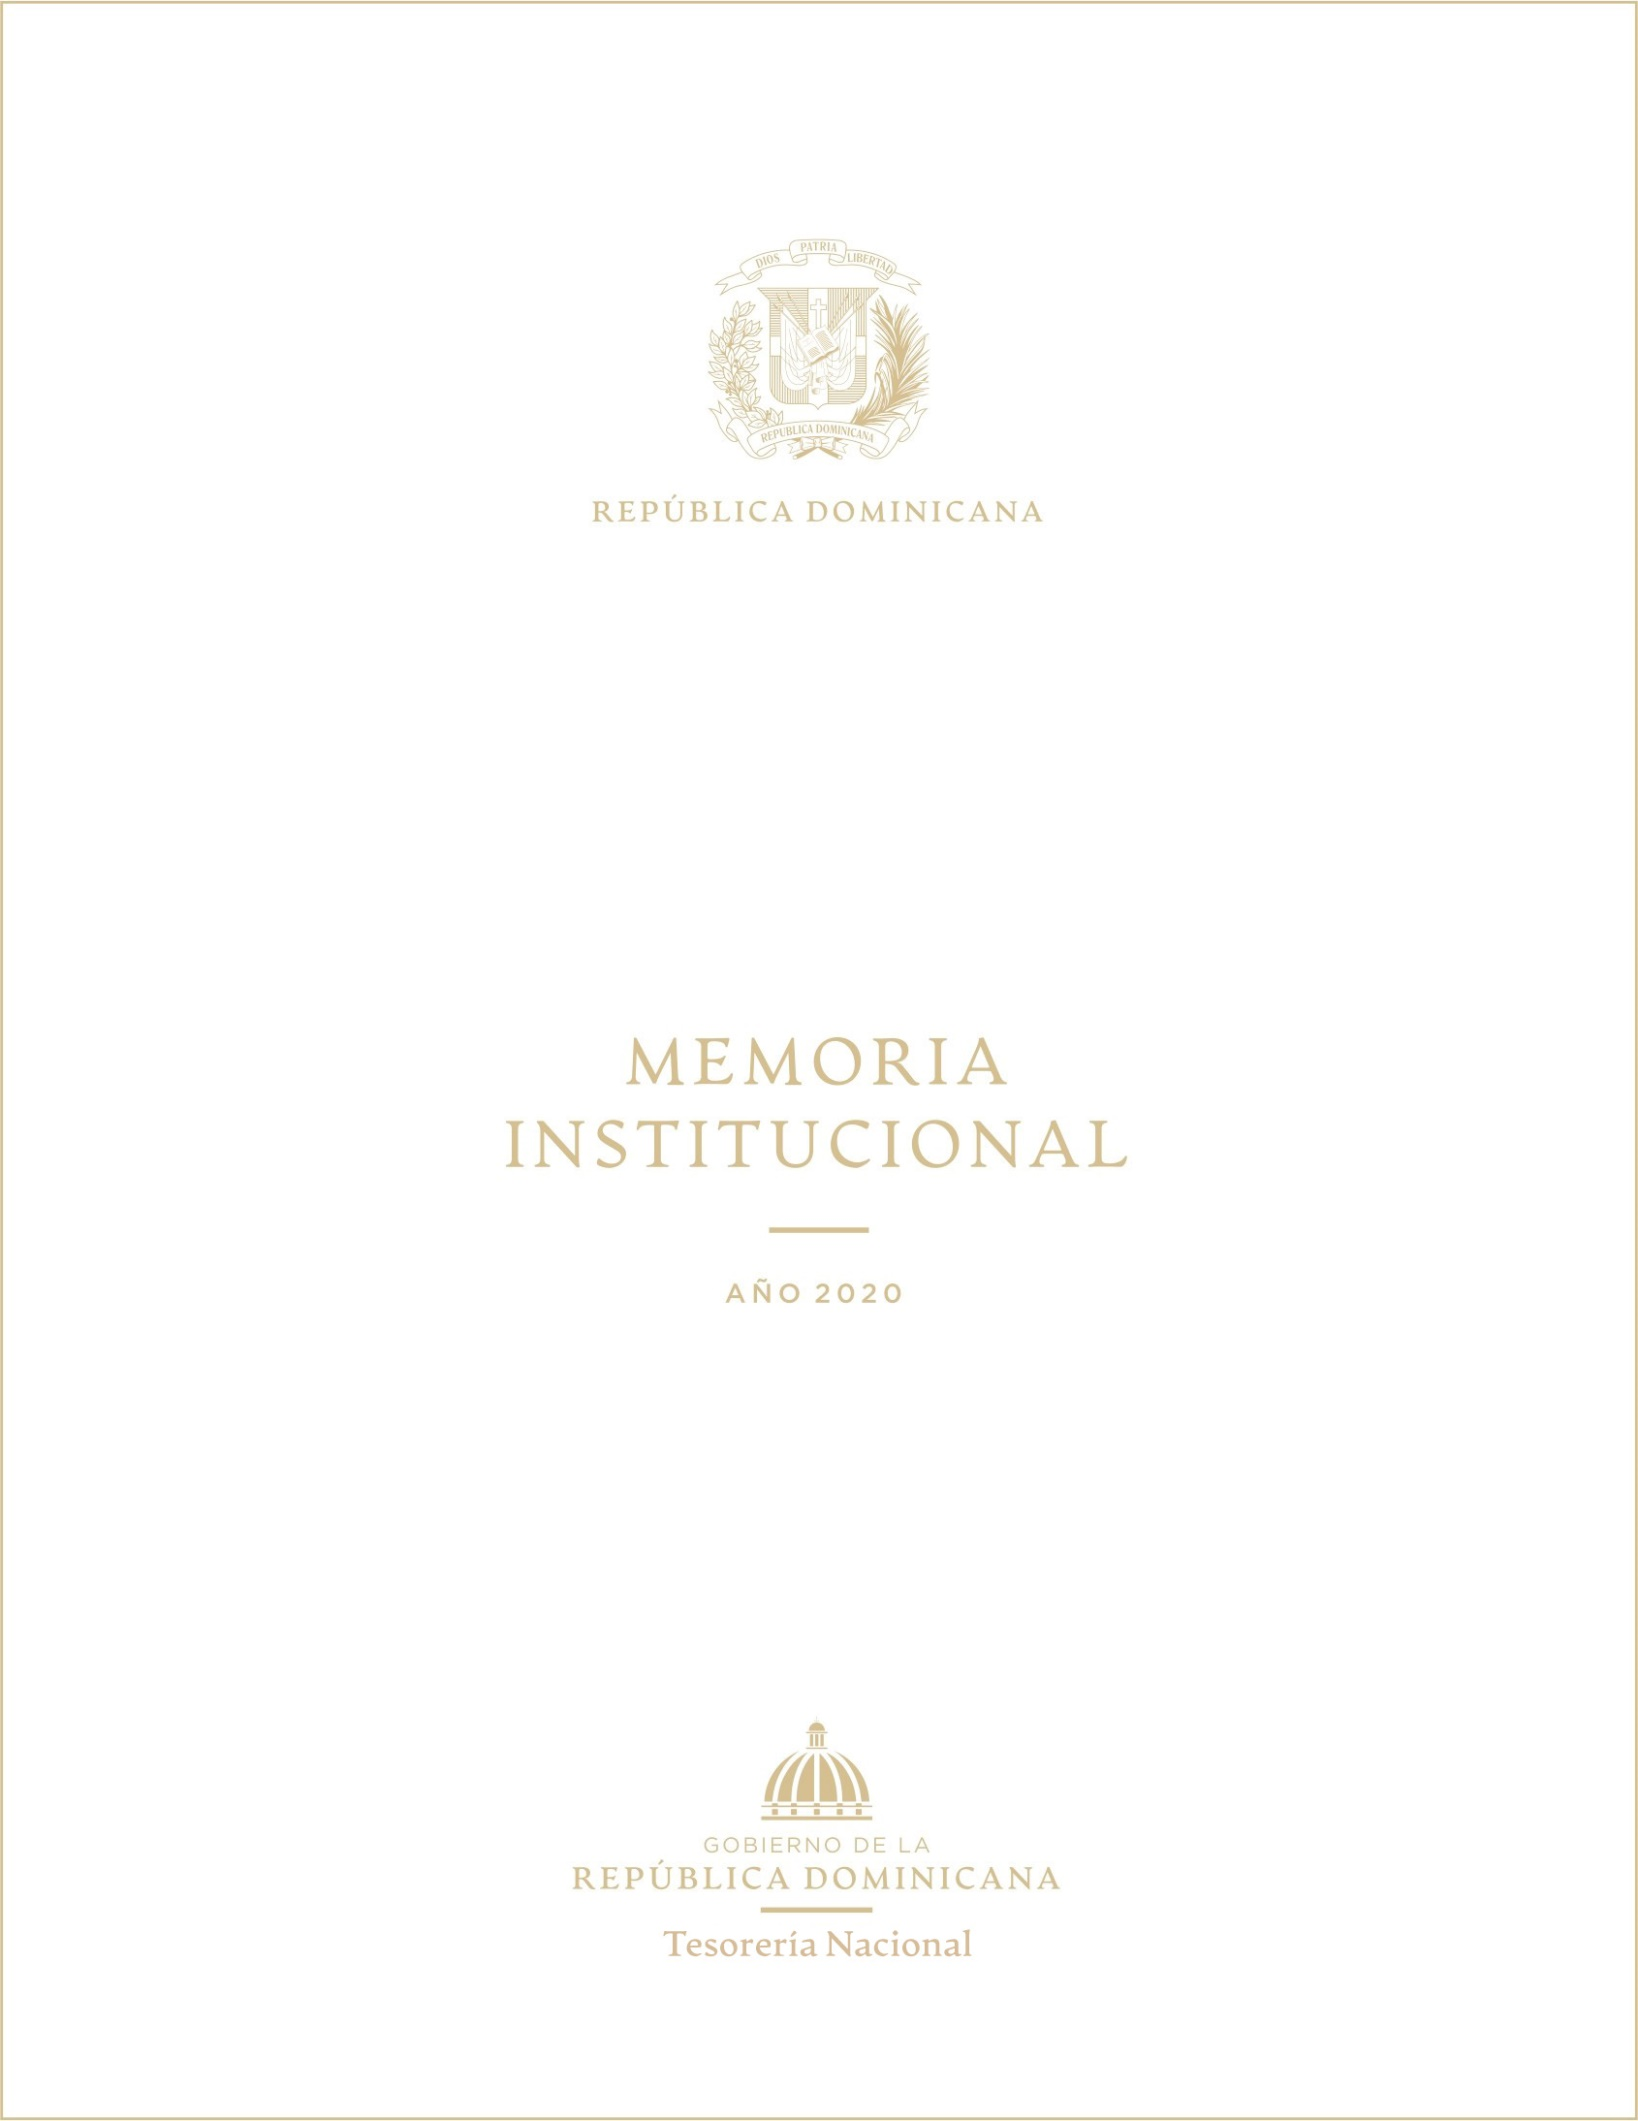 DIOS PATRIA LIBERTAD
REPUBLICA DOMINICANA
REPÚBLICA DOMINICANA
MEMORIA
INSTITUCIONAL
AÑO 2020
GOBIERNO DE LA
REPÚBLICA DOMINICANA
Tesorería Nacional